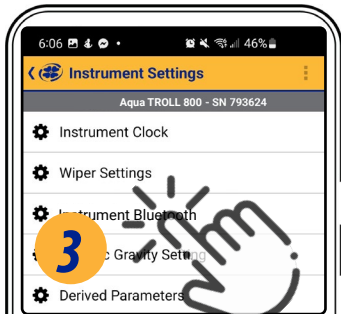 6:06 46%
Instrument Settings
Aqua TROLL 800 - SN 793624
Instrument Clock
Wiper Settings
Instrument Bluetooth
3
Gravity Setting
Derived Parameters